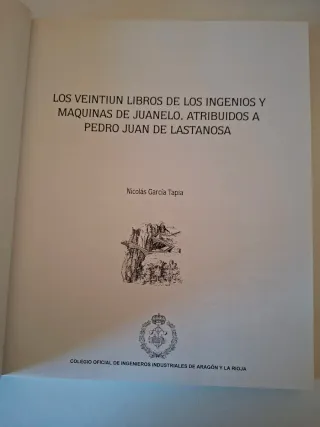 LOS VEINTIUN LIBROS DE LOS INGENIOS Y
MAQUINAS DE JUANELO, ATRIBUIDOS A
PEDRO JUAN DE LASTANOSA
Nicolás García Tapia
COLEGIO OFICIAL DE INGENIEROS INDUSTRIALES DE ARAGÓN Y LA RIOJA